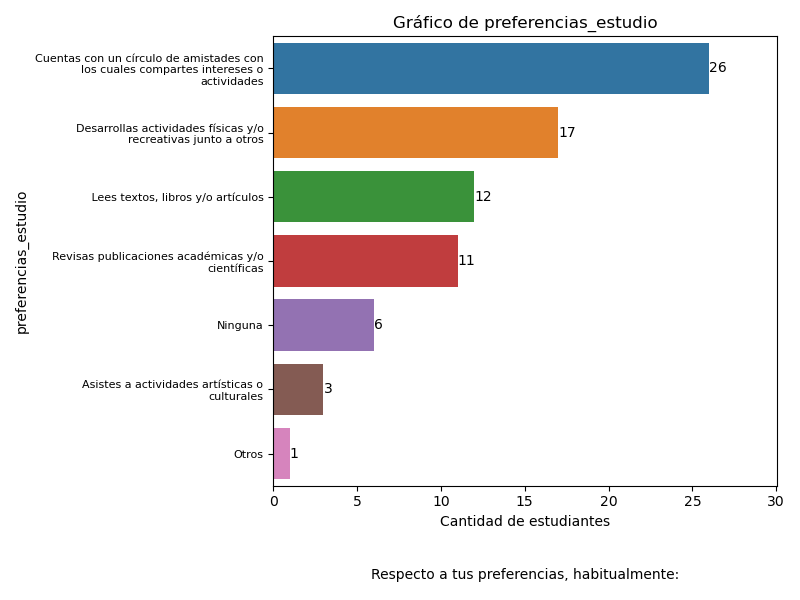 Gráfico de preferencias_estudio
Cuentas con un círculo de amistades con
los cuales compartes intereses o
actividades
26
Desarrollas actividades físicas y/o
recreativas junto a otros
17
Lees textos, libros y/o artículos
12
Revisas publicaciones académicas y/o
científicas
11
Ninguna
6
Asistes a actividades artísticas o
culturales
3
Otros
1
preferencias_estudio
0 5 10 15 20 25 30
Cantidad de estudiantes
Respecto a tus preferencias, habitualmente: